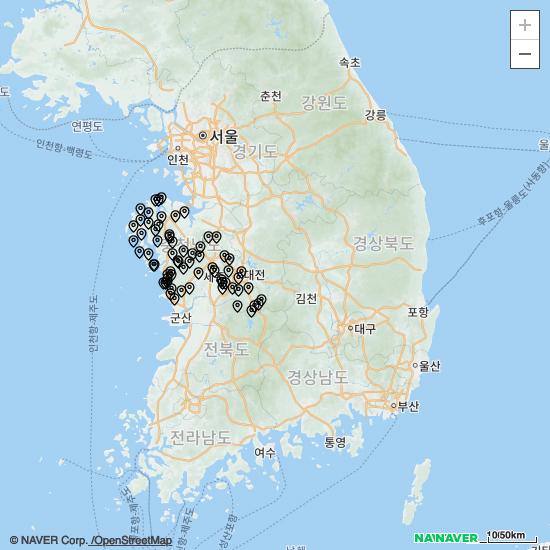 +
−
속초
춘천
강원도
연평도
강릉
서울
인천
경기도
인천항-백령도
후포항-울릉도(사동항)
경상북도
대전
김천
포항
인천항-제주도
군산
대구
전북도
울산
경상남도
부산
전라남도
여수
통영
© NAVER Corp. /OpenStreetMap
NAVER
10/50km